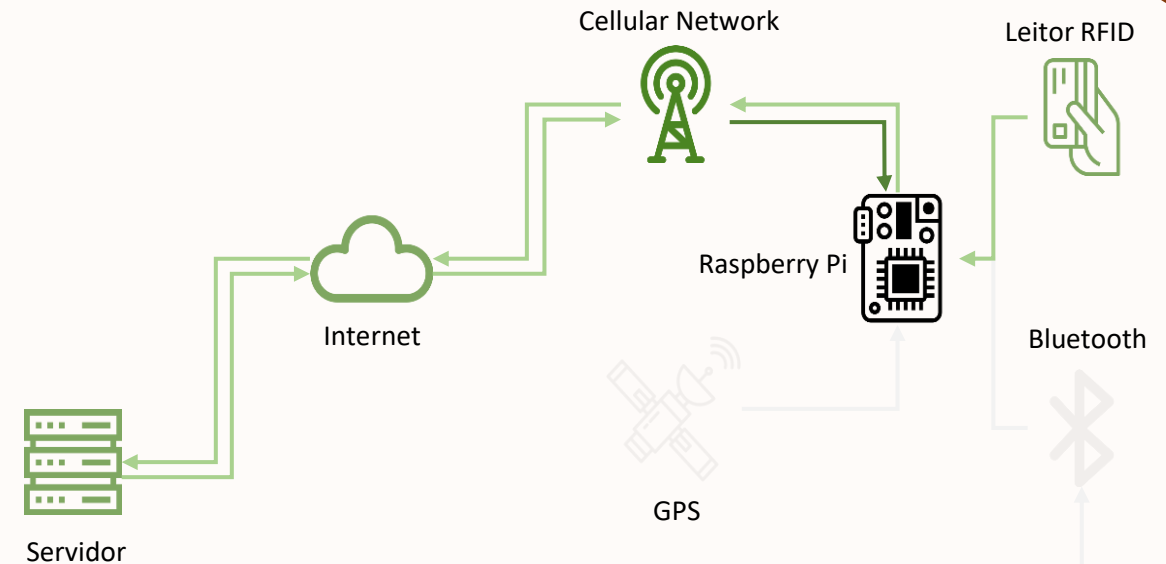 Cellular Network
Leitor RFID
Raspberry Pi
Internet
Bluetooth
GPS
Servidor